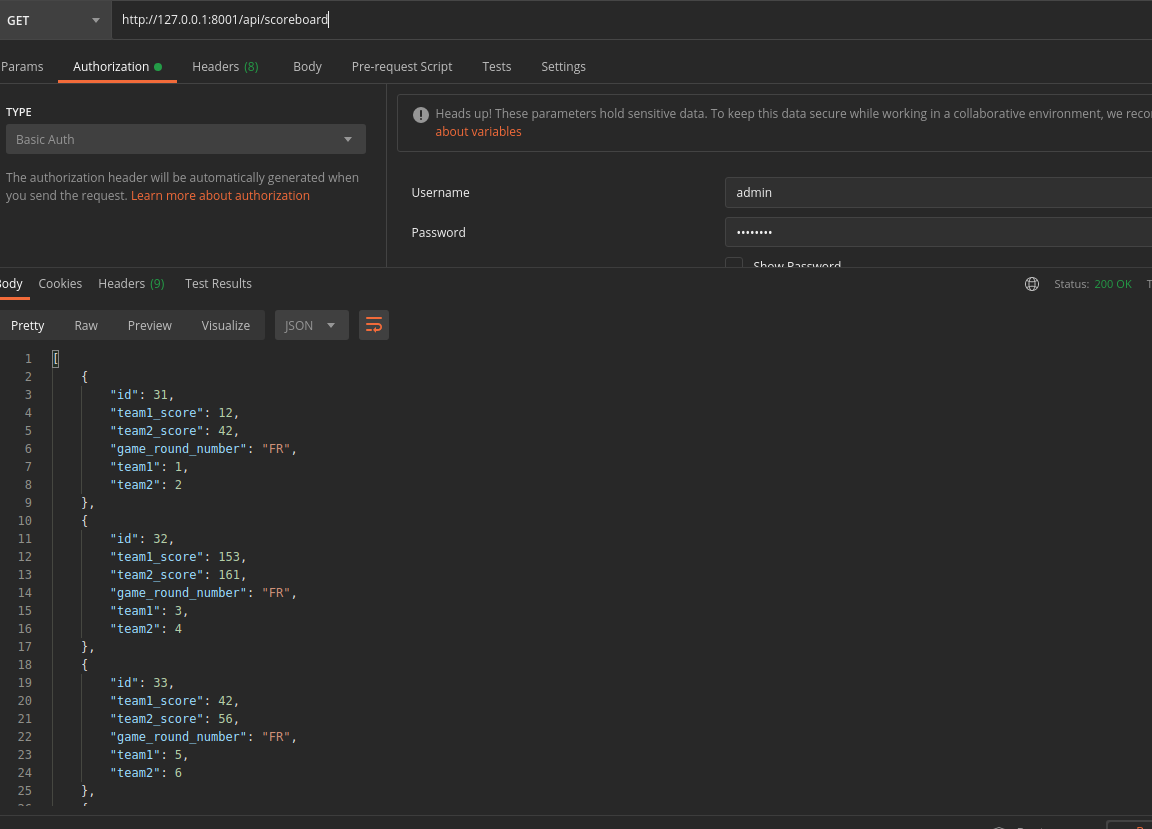 GET http://127.0.0.1:8001/api/scoreboard
Params Authorization Headers (8) Body Pre-request Script Tests Settings
TYPE
Basic Auth
The authorization header will be automatically generated when
you send the request. Learn more about authorization
Heads up! These parameters hold sensitive data. To keep this data secure while working in a collaborative environment, we reco
about variables
Username admin
Password ••••••••
Show Password
Body Cookies Headers (9) Test Results Status: 200 OK T
Pretty Raw Preview Visualize JSON
1 [
2 {
3 "id": 31,
4 "team1_score": 12,
5 "team2_score": 42,
6 "game_round_number": "FR",
7 "team1": 1,
8 "team2": 2
9 },
10 {
11 "id": 32,
12 "team1_score": 153,
13 "team2_score": 161,
14 "game_round_number": "FR",
15 "team1": 3,
16 "team2": 4
17 },
18 {
19 "id": 33,
20 "team1_score": 42,
21 "team2_score": 56,
22 "game_round_number": "FR",
23 "team1": 5,
24 "team2": 6
25 },
26 {